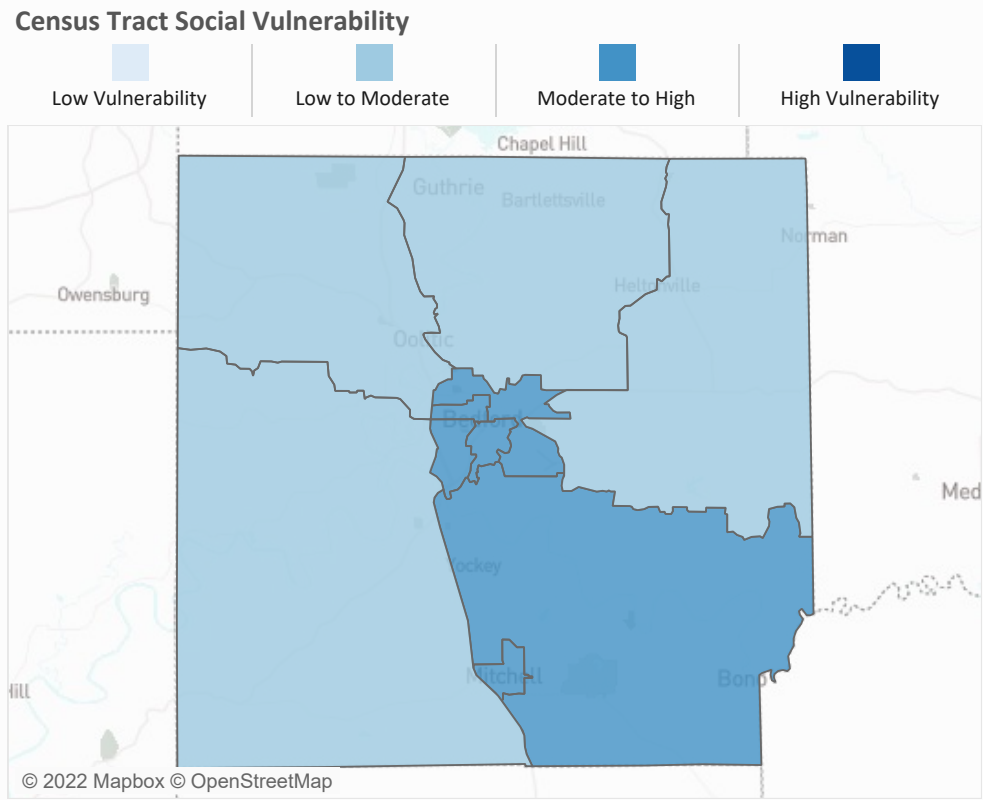 Census Tract Social Vulnerability
Low Vulnerability
Low to Moderate
Moderate to High
High Vulnerability
Chapel Hill
Guthrie
Bartlettsville
Norman
Heltonville
Owensburg
Oolitic
Bedford
Med
Yockey
Mitchell
Bono
Hill
© 2022 Mapbox © OpenStreetMap